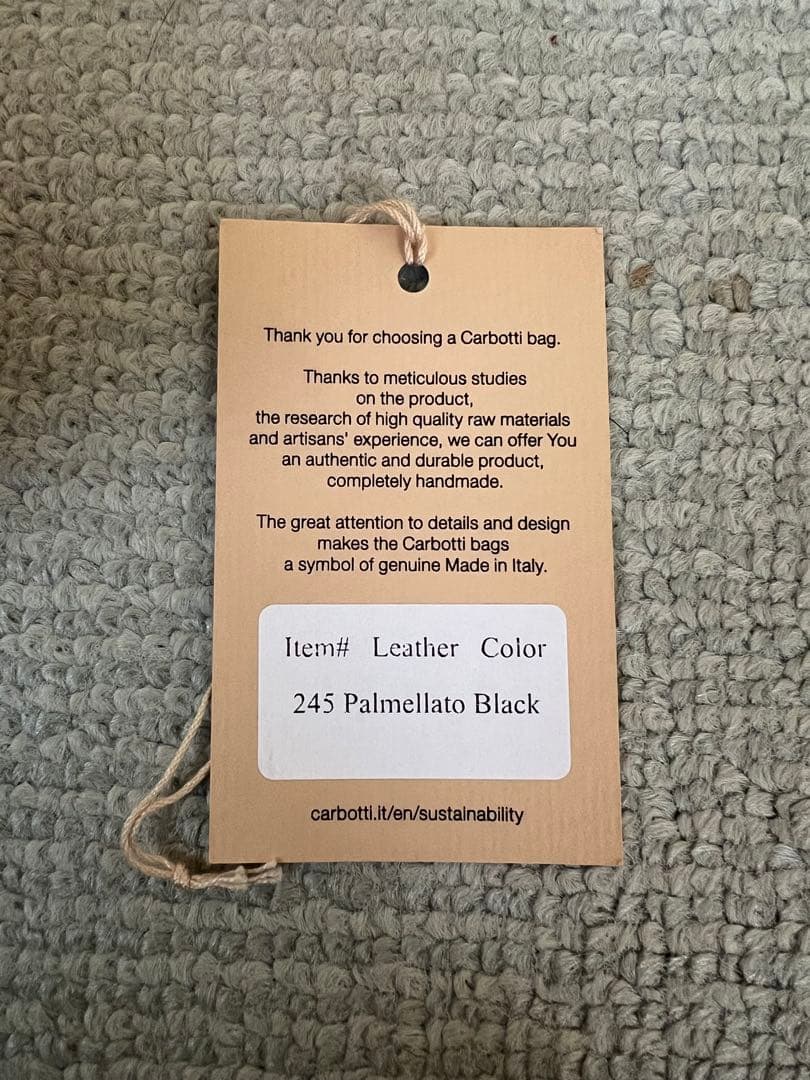 Thank you for choosing a Carbotti bag.
Thanks to meticulous studies
on the product,
the research of high quality raw materials
and artisans' experience, we can offer You
an authentic and durable product,
completely handmade.
The great attention to details and design
makes the Carbotti bags
a symbol of genuine Made in Italy.
Item# Leather Color
245 Palmellato Black
carbotti.it/en/sustainability